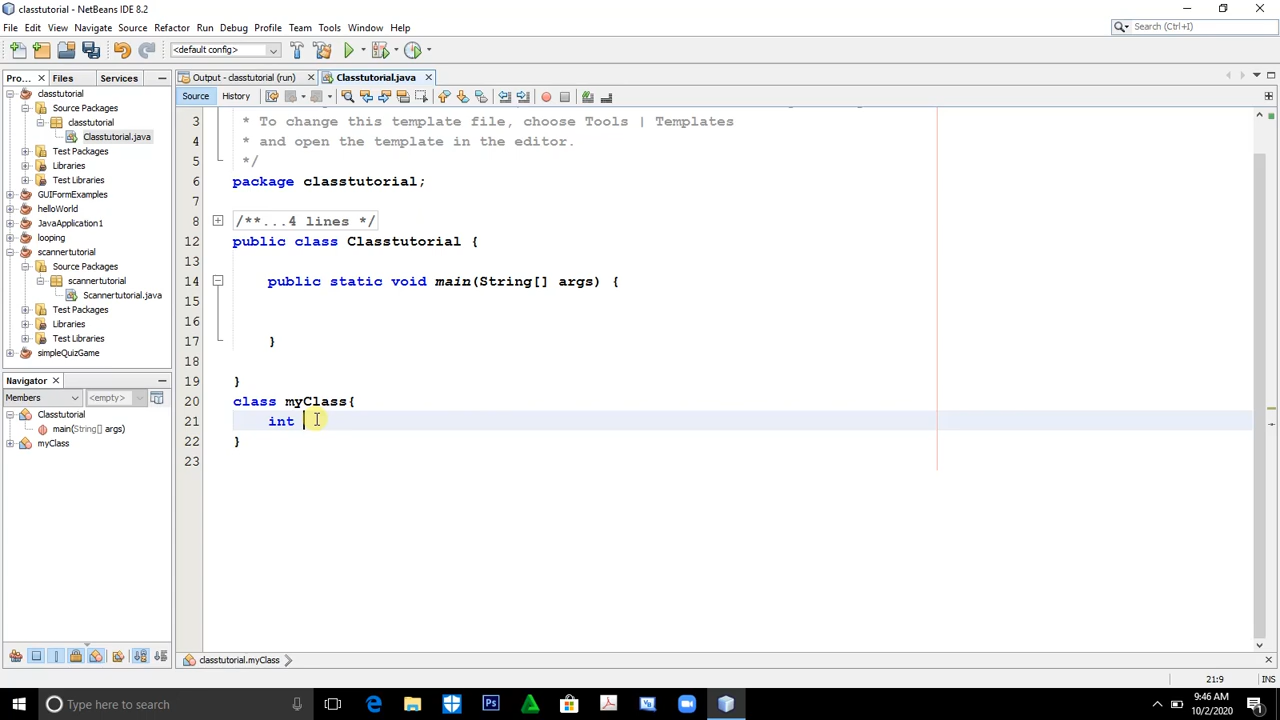 classtutorial - NetBeans IDE 8.2
File Edit View Navigate Source Refactor Run Debug Profile Team Tools Window Help
Search (Ctrl+I)
<default config>
Pro... Files Services
Output - classtutorial (run) Classtutorial.java
Source History
classtutorial
Source Packages
classtutorial
Classtutorial.java
Test Packages
Libraries
Test Libraries
GUIFormExamples
helloWorld
JavaApplication1
looping
scannertutorial
Source Packages
scannertutorial
Scannertutorial.java
Test Packages
Libraries
Test Libraries
simpleQuizGame
Navigator
Members <empty>
Classtutorial
main(String[] args)
myClass
3 * To change this template file, choose Tools | Templates
4 * and open the template in the editor.
5 */
6 package classtutorial;
7
8 /**...4 lines */
12 public class Classtutorial {
13
14 public static void main(String[] args) {
15
16
17 }
18
19 }
20 class myClass{
21 int
22 }
23
classtutorial.myClass
21:9 INS
Type here to search
9:46 AM
10/2/2020